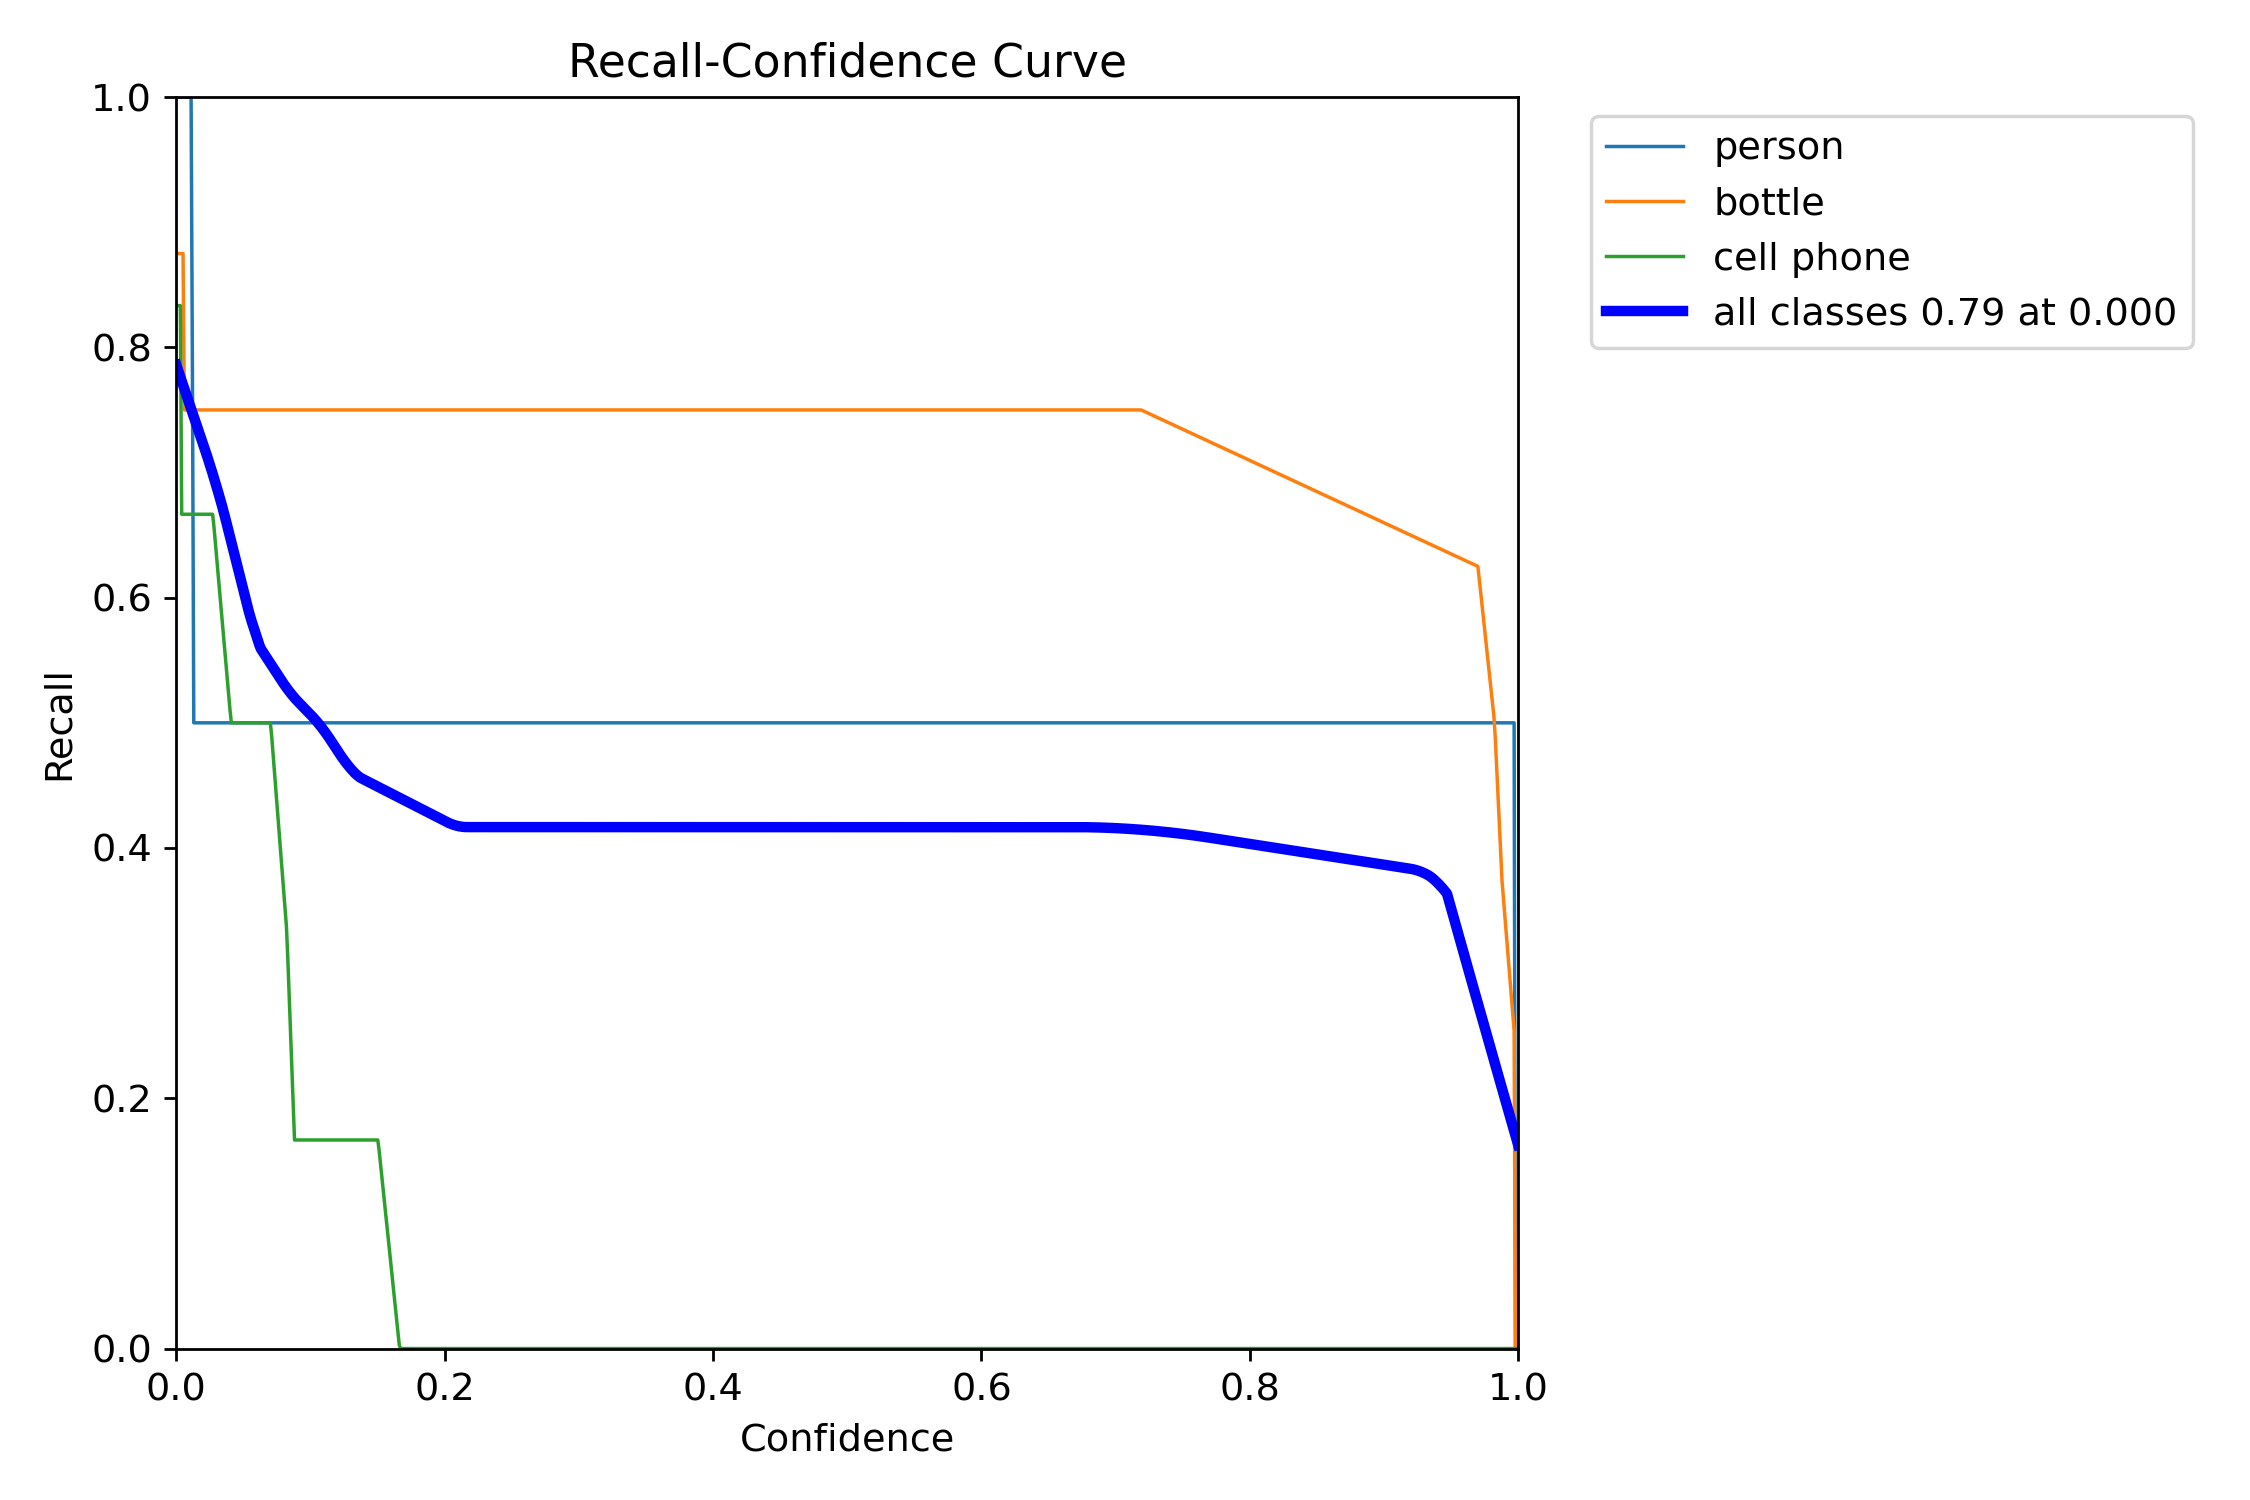 Recall-Confidence Curve
1.0
0.8
0.6
0.4
0.2
0.0
Recall
0.0 0.2 0.4 0.6 0.8 1.0
Confidence
person
bottle
cell phone
all classes 0.79 at 0.000